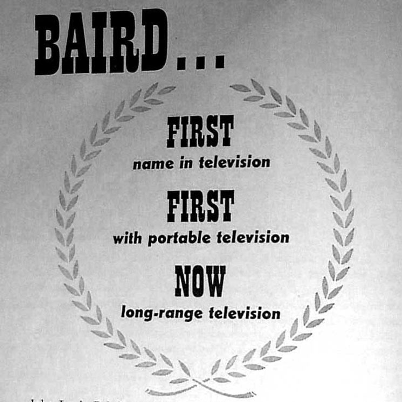 BAIRD...
FIRST
name in television
FIRST
with portable television
NOW
long-range television